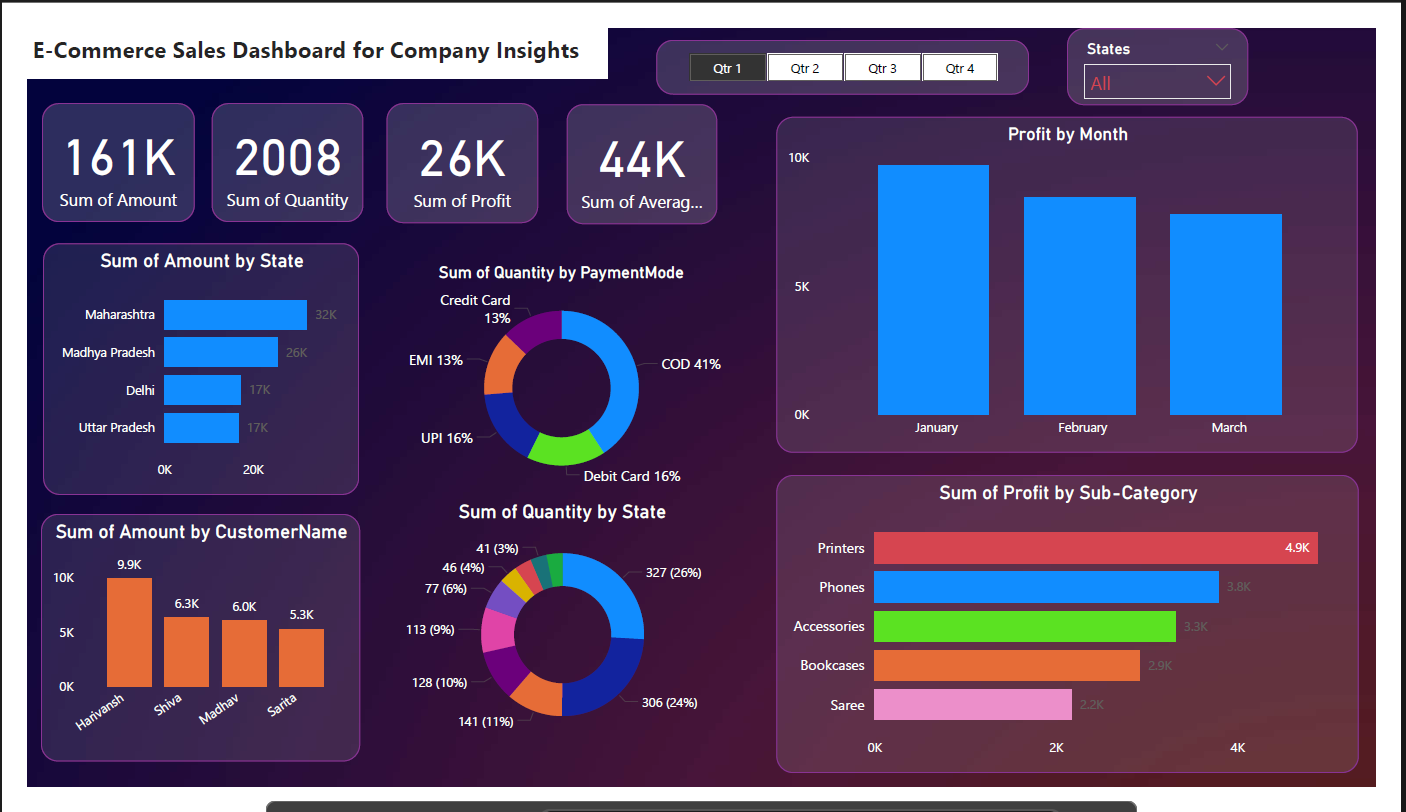 E-Commerce Sales Dashboard for Company Insights
Qtr 1
Qtr 2
Qtr 3
Qtr 4
States
All
161K
Sum of Amount
2008
Sum of Quantity
26K
Sum of Profit
44K
Sum of Averag...
Sum of Amount by State
Maharashtra
32K
Madhya Pradesh
26K
Delhi
17K
Uttar Pradesh
17K
0K
20K
Sum of Quantity by PaymentMode
Credit Card
13%
EMI 13%
COD 41%
UPI 16%
Debit Card 16%
Profit by Month
10K
5K
0K
January
February
March
Sum of Amount by CustomerName
10K
5K
0K
9.9K
6.3K
6.0K
5.3K
Harivansh
Shiva
Madhav
Sarita
Sum of Quantity by State
41 (3%)
46 (4%)
77 (6%)
113 (9%)
128 (10%)
141 (11%)
327 (26%)
306 (24%)
Sum of Profit by Sub-Category
Printers
4.9K
Phones
3.8K
Accessories
3.3K
Bookcases
2.9K
Saree
2.2K
0K
2K
4K